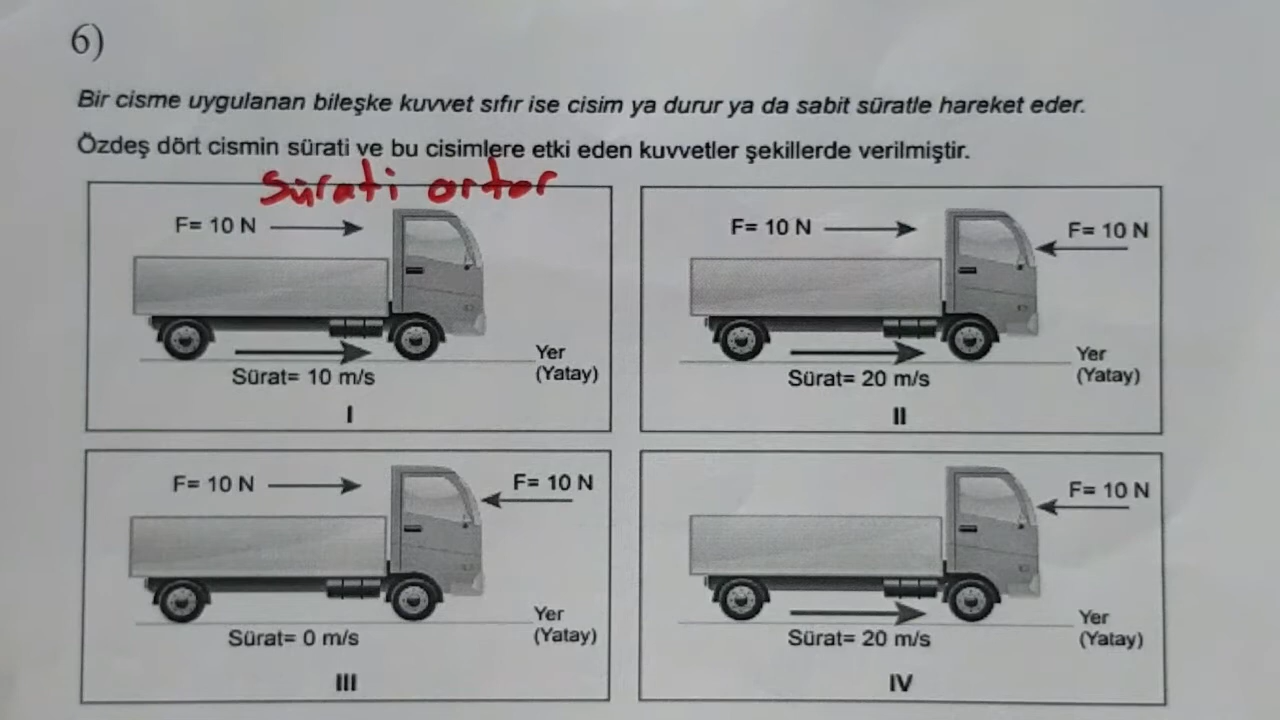 6)
Bir cisme uygulanan bileşke kuvvet sıfır ise cisim ya durur ya da sabit süratle hareket eder.
Özdeş dört cismin sürati ve bu cisimlere etki eden kuvvetler şekillerde verilmiştir.
Sürati artar
F= 10 N
Yer
(Yatay)
Sürat= 10 m/s
I
F= 10 N
F= 10 N
Yer
(Yatay)
Sürat= 20 m/s
II
F= 10 N
F= 10 N
Yer
(Yatay)
Sürat= 0 m/s
III
F= 10 N
Yer
(Yatay)
Sürat= 20 m/s
IV